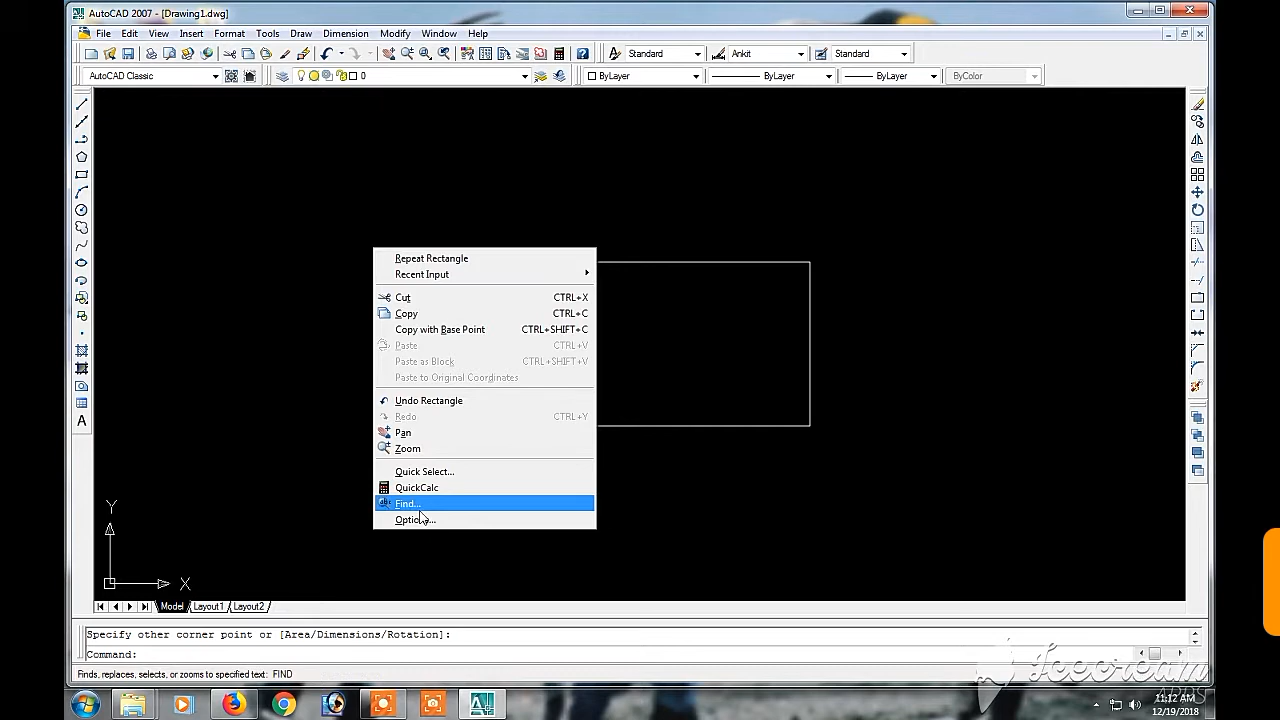 AutoCAD 2007 - [Drawing1.dwg]
File Edit View Insert Format Tools Draw Dimension Modify Window Help
Standard Ankit Standard
AutoCAD Classic 0 ByLayer ByLayer ByLayer ByColor
Repeat Rectangle
Recent Input
Cut CTRL+X
Copy CTRL+C
Copy with Base Point CTRL+SHIFT+C
Paste CTRL+V
Paste as Block CTRL+SHIFT+V
Paste to Original Coordinates
Undo Rectangle
Redo CTRL+Y
Pan
Zoom
Quick Select...
QuickCalc
Find...
Y
X
Model Layout1 Layout2
Specify other corner point or [Area/Dimensions/Rotation]:
Command:
Finds, replaces, selects, or zooms to specified text: FIND
Icecream
APPS
11:12 AM
12/19/2018